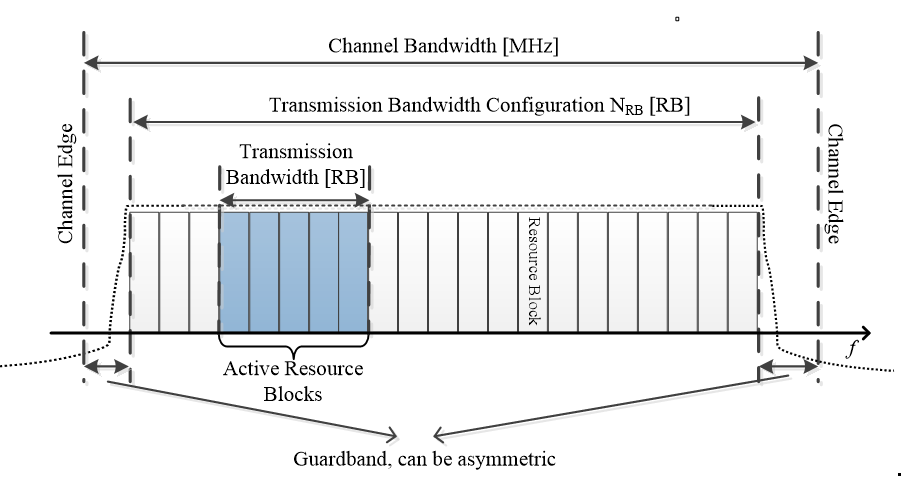 Channel Bandwidth [MHz]
Transmission Bandwidth Configuration N_RB [RB]
Transmission
Bandwidth [RB]
Channel Edge
Channel Edge
Resource Block
f
Active Resource
Blocks
Guardband, can be asymmetric